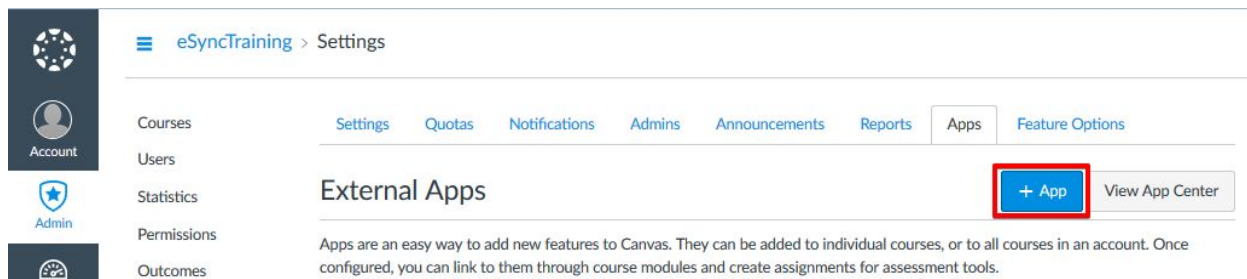 eSyncTraining > Settings
Account
Admin
Courses
Users
Statistics
Permissions
Outcomes
Settings Quotas Notifications Admins Announcements Reports Apps Feature Options
External Apps
+ App View App Center
Apps are an easy way to add new features to Canvas. They can be added to individual courses, or to all courses in an account. Once
configured, you can link to them through course modules and create assignments for assessment tools.